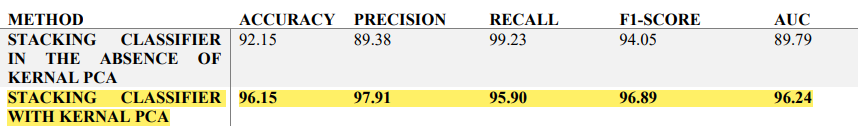 METHOD ACCURACY PRECISION RECALL F1-SCORE AUC
STACKING CLASSIFIER 92.15 89.38 99.23 94.05 89.79
IN THE ABSENCE OF
KERNAL PCA
STACKING CLASSIFIER 96.15 97.91 95.90 96.89 96.24
WITH KERNAL PCA